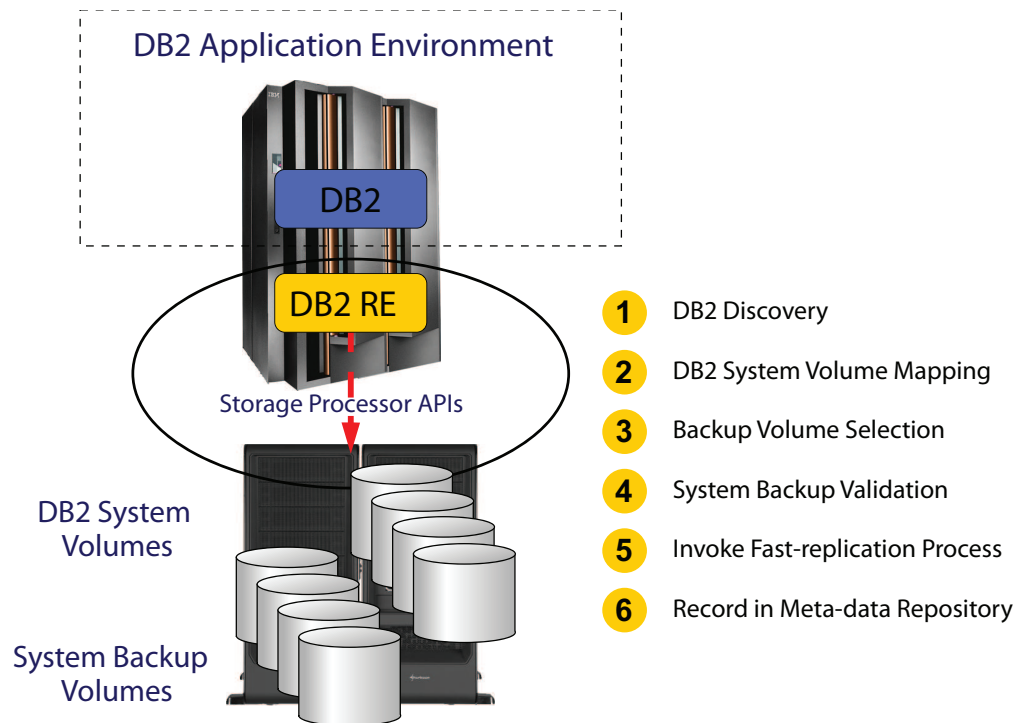 DB2 Application Environment
DB2
DB2 RE
Storage Processor APIs
DB2 System
Volumes
System Backup
Volumes
1 DB2 Discovery
2 DB2 System Volume Mapping
3 Backup Volume Selection
4 System Backup Validation
5 Invoke Fast-replication Process
6 Record in Meta-data Repository